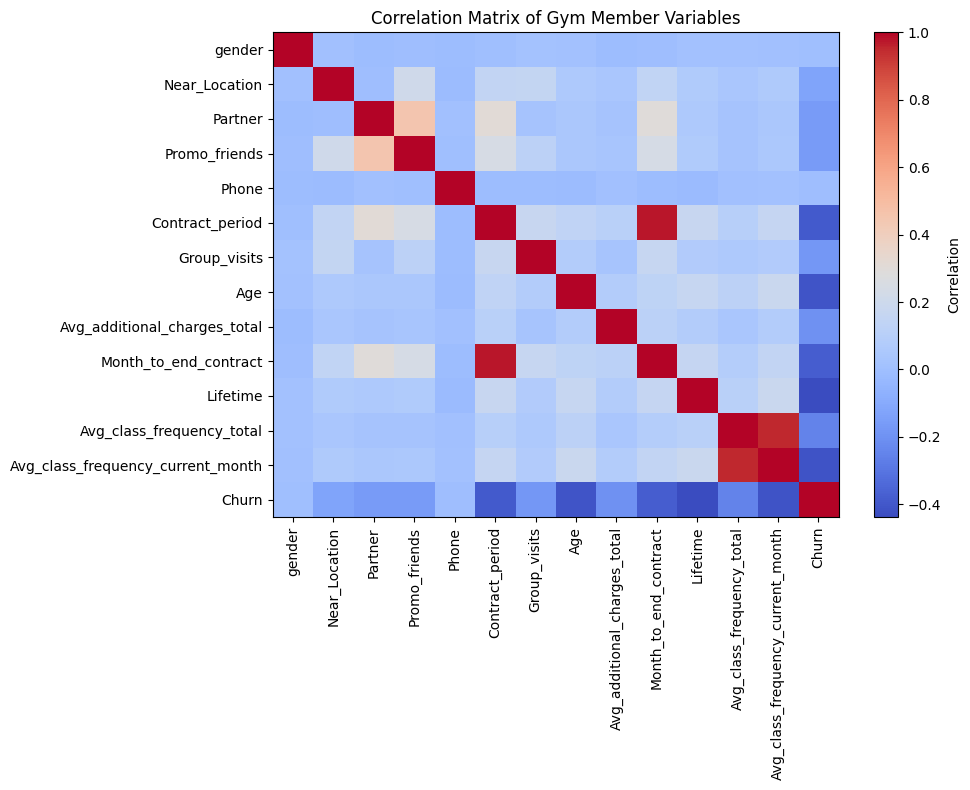 Correlation Matrix of Gym Member Variables
gender
Near_Location
Partner
Promo_friends
Phone
Contract_period
Group_visits
Age
Avg_additional_charges_total
Month_to_end_contract
Lifetime
Avg_class_frequency_total
Avg_class_frequency_current_month
Churn
gender
Near_Location
Partner
Promo_friends
Phone
Contract_period
Group_visits
Age
Avg_additional_charges_total
Month_to_end_contract
Lifetime
Avg_class_frequency_total
Avg_class_frequency_current_month
Churn
1.0
0.8
0.6
0.4
0.2
0.0
−0.2
−0.4
Correlation